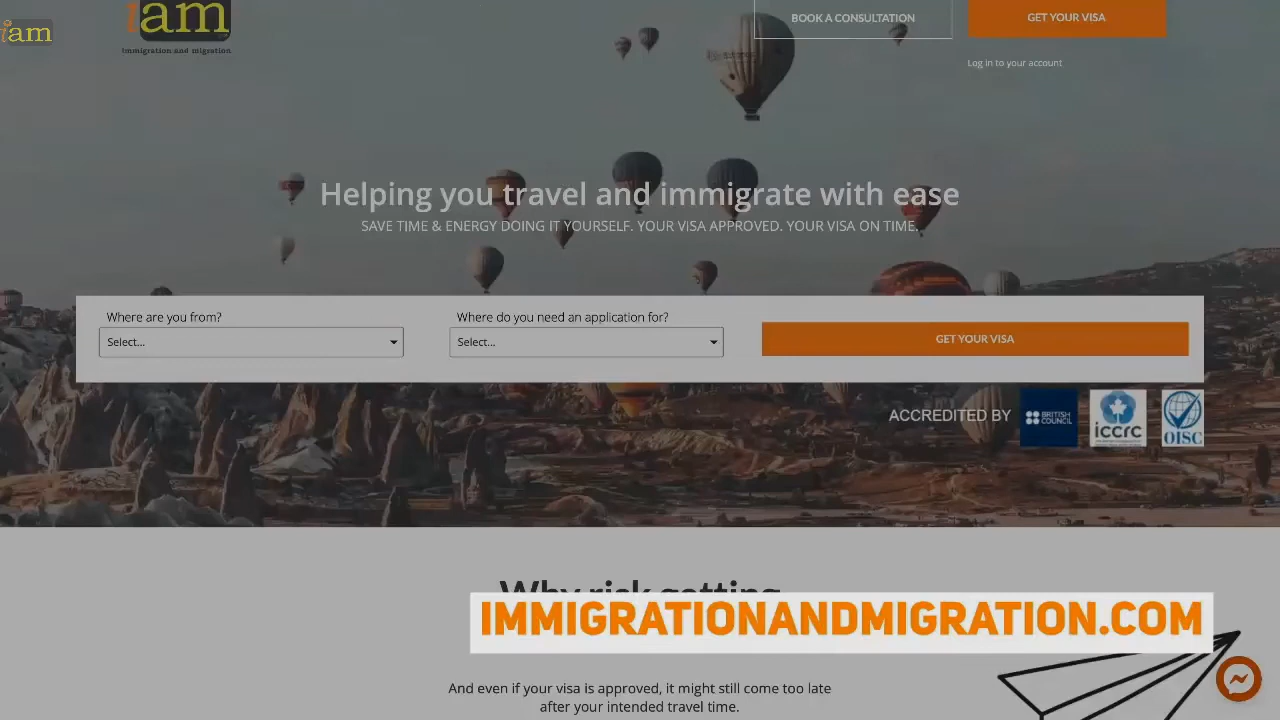 iam
iam
immigration and migration
BOOK A CONSULTATION
GET YOUR VISA
Log in to your account
Helping you travel and immigrate with ease
SAVE TIME & ENERGY DOING IT YOURSELF. YOUR VISA APPROVED. YOUR VISA ON TIME.
Where are you from?
Where do you need an application for?
Select...
Select...
GET YOUR VISA
ACCREDITED BY
BRITISH
COUNCIL
iccrc
OISC
Why risk getting
IMMIGRATIONANDMIGRATION.COM
And even if your visa is approved, it might still come too late
after your intended travel time.